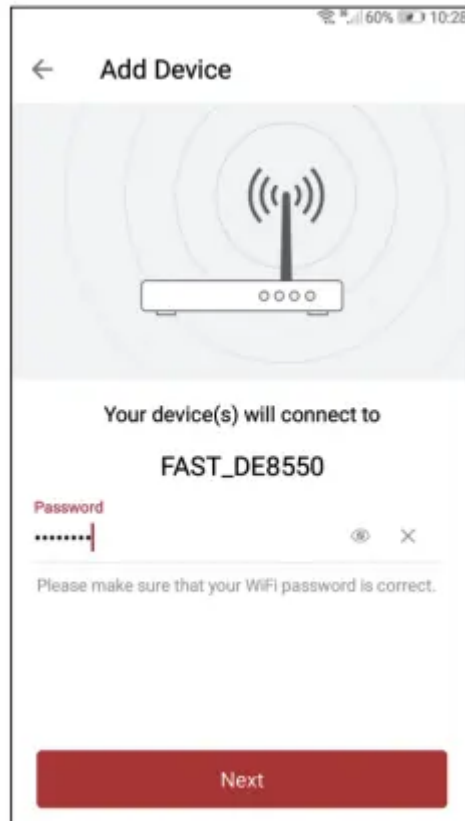 60% 10:28
Add Device
Your device(s) will connect to
FAST_DE8550
Password
••••••••
Please make sure that your WiFi password is correct.
Next